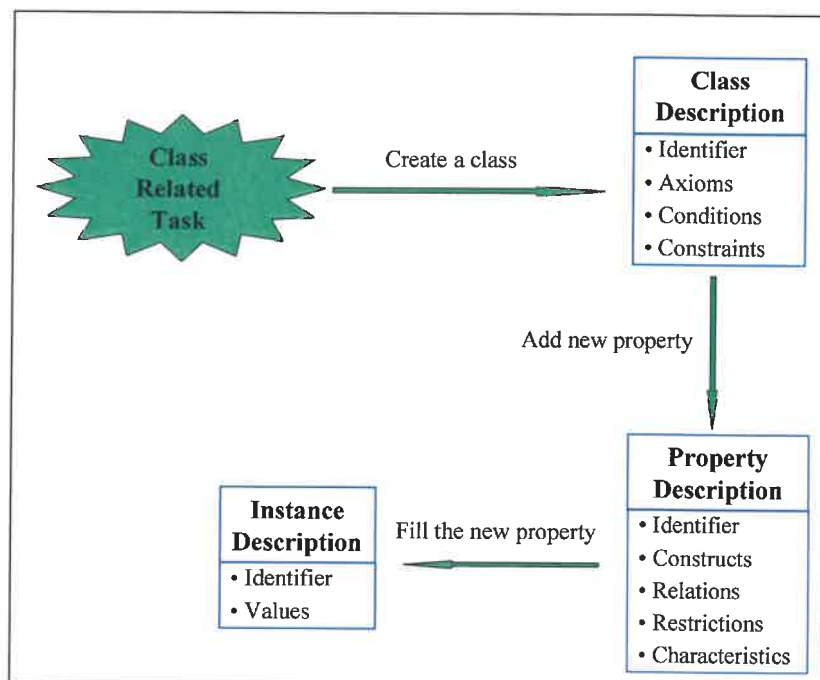 Class
Related
Task
Create a class
Class
Description
• Identifier
• Axioms
• Conditions
• Constraints
Add new property
Property
Description
• Identifier
• Constructs
• Relations
• Restrictions
• Characteristics
Fill the new property
Instance
Description
• Identifier
• Values